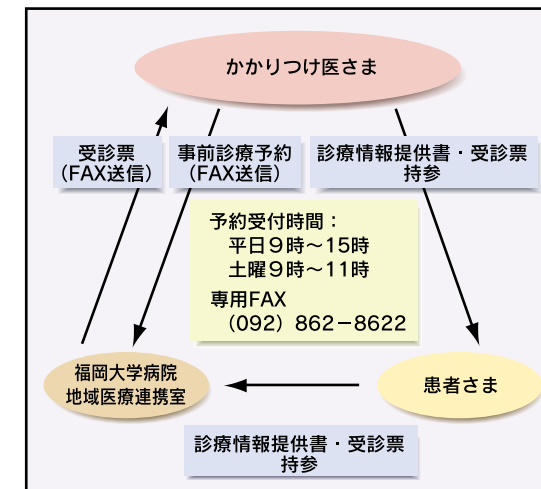 かかりつけ医さま
受診票
(FAX送信)
事前診療予約
(FAX送信)
診療情報提供書・受診票
持参
予約受付時間：
平日9時～15時
土曜9時～11時
専用FAX
(092) 862－8622
福岡大学病院
地域医療連携室
患者さま
診療情報提供書・受診票
持参